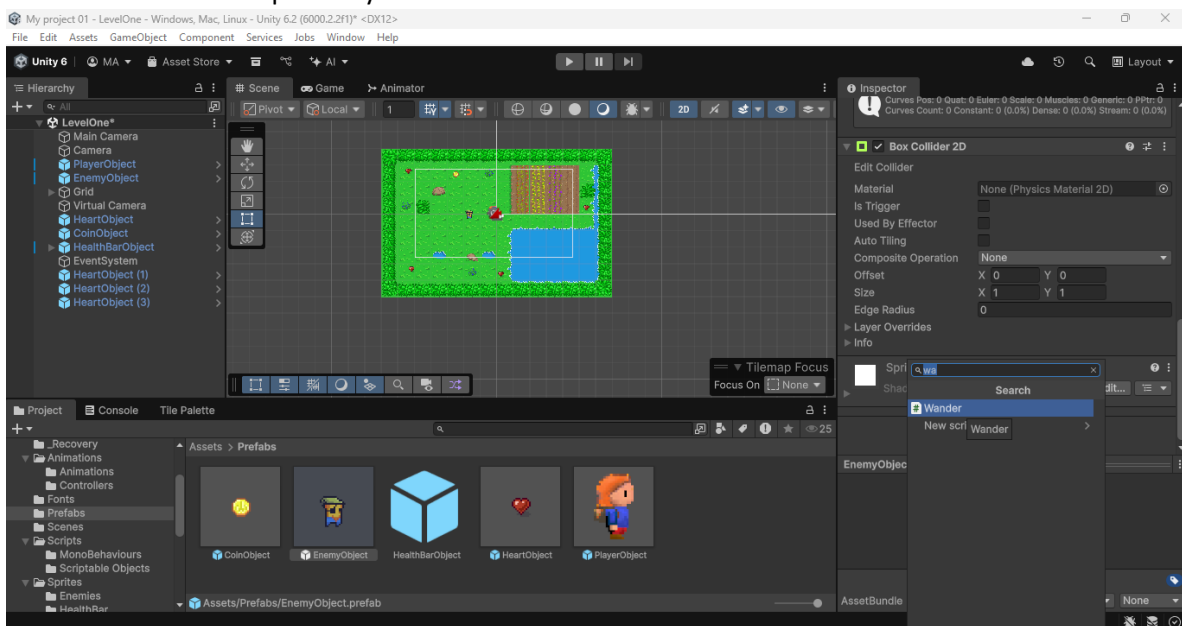 My project 01 - LevelOne - Windows, Mac, Linux - Unity 6.2 (6000.2.2f1)* <DX12>
File Edit Assets GameObject Component Services Jobs Window Help
Unity 6 MA Asset Store AI Layout
Hierarchy
All
LevelOne*
Main Camera
Camera
PlayerObject
EnemyObject
Grid
Virtual Camera
HeartObject
CoinObject
HealthBarObject
EventSystem
HeartObject (1)
HeartObject (2)
HeartObject (3)
Scene Game Animator
Pivot Local 1 2D
Tilemap Focus
Focus On None
Inspector
Curves Pos: 0 Quat: 0 Euler: 0 Scale: 0 Muscles: 0 Generic: 0 PPtr: 0
Curves Count: 0 Constant: 0 (0.0%) Dense: 0 (0.0%) Stream: 0 (0.0%)
Box Collider 2D
Edit Collider
Material None (Physics Material 2D)
Is Trigger
Used By Effector
Auto Tiling
Composite Operation None
Offset X 0 Y 0
Size X 1 Y 1
Edge Radius 0
Layer Overrides
Info
Spri
Shad
dit...
wa
Search
Wander
New scri
Wander
EnemyObjec
AssetBundle
None
Project Console Tile Palette
25
_Recovery
Animations
Animations
Controllers
Fonts
Prefabs
Scenes
Scripts
MonoBehaviours
Scriptable Objects
Sprites
Enemies
HealthBar
Assets > Prefabs
CoinObject EnemyObject HealthBarObject HeartObject PlayerObject
Assets/Prefabs/EnemyObject.prefab